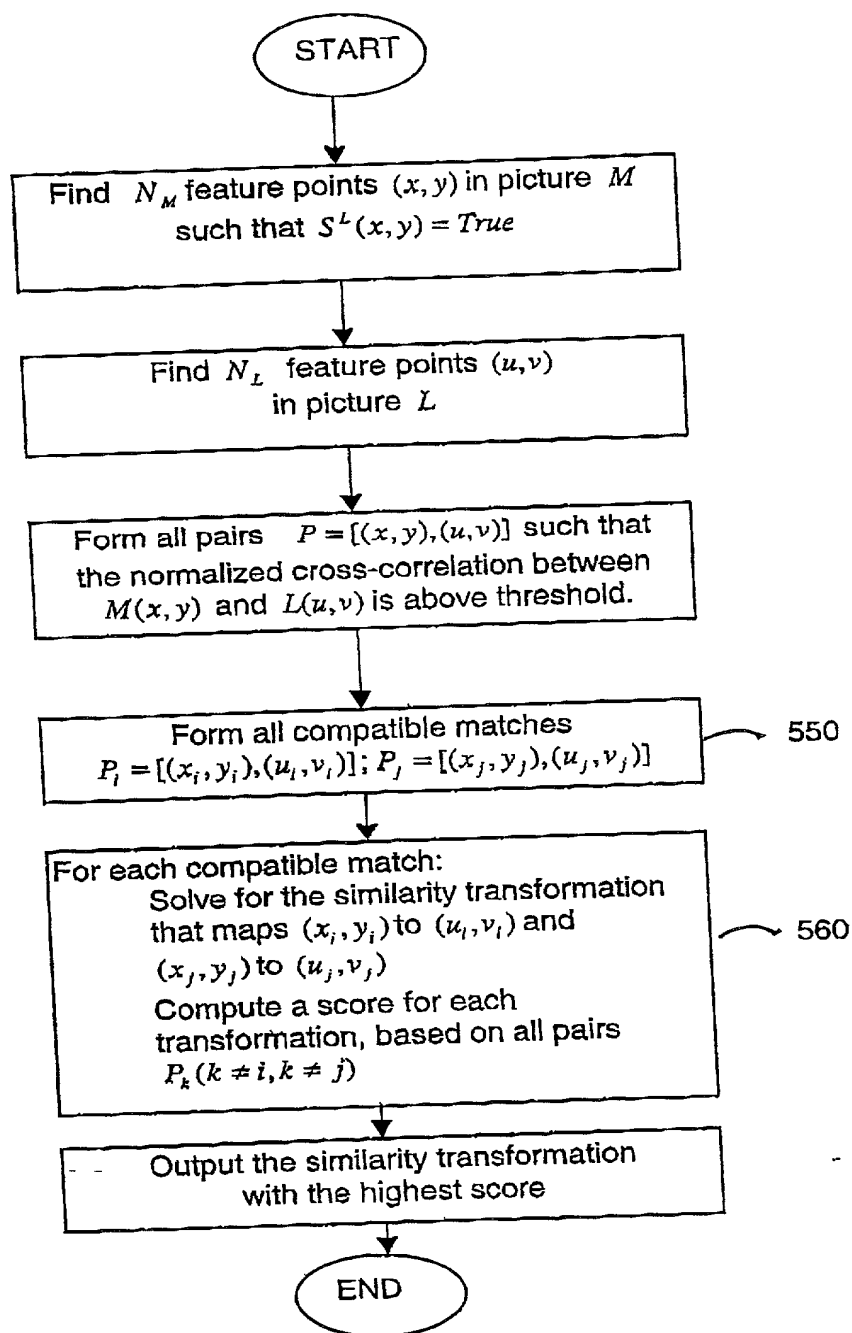 START
Find N_M feature points (x, y) in picture M
such that S^L(x, y) = True
Find N_L feature points (u,v)
in picture L
Form all pairs P = [(x, y),(u,v)] such that
the normalized cross-correlation between
M(x, y) and L(u,v) is above threshold.
Form all compatible matches
P_i = [(x_i, y_i),(u_i,v_i)]; P_j = [(x_j, y_j),(u_j,v_j)]
550
For each compatible match:
Solve for the similarity transformation
that maps (x_i, y_i) to (u_i,v_i) and
(x_j, y_j) to (u_j,v_j)
560
Compute a score for each
transformation, based on all pairs
P_k (k ≠ i, k ≠ j)
Output the similarity transformation
with the highest score
END